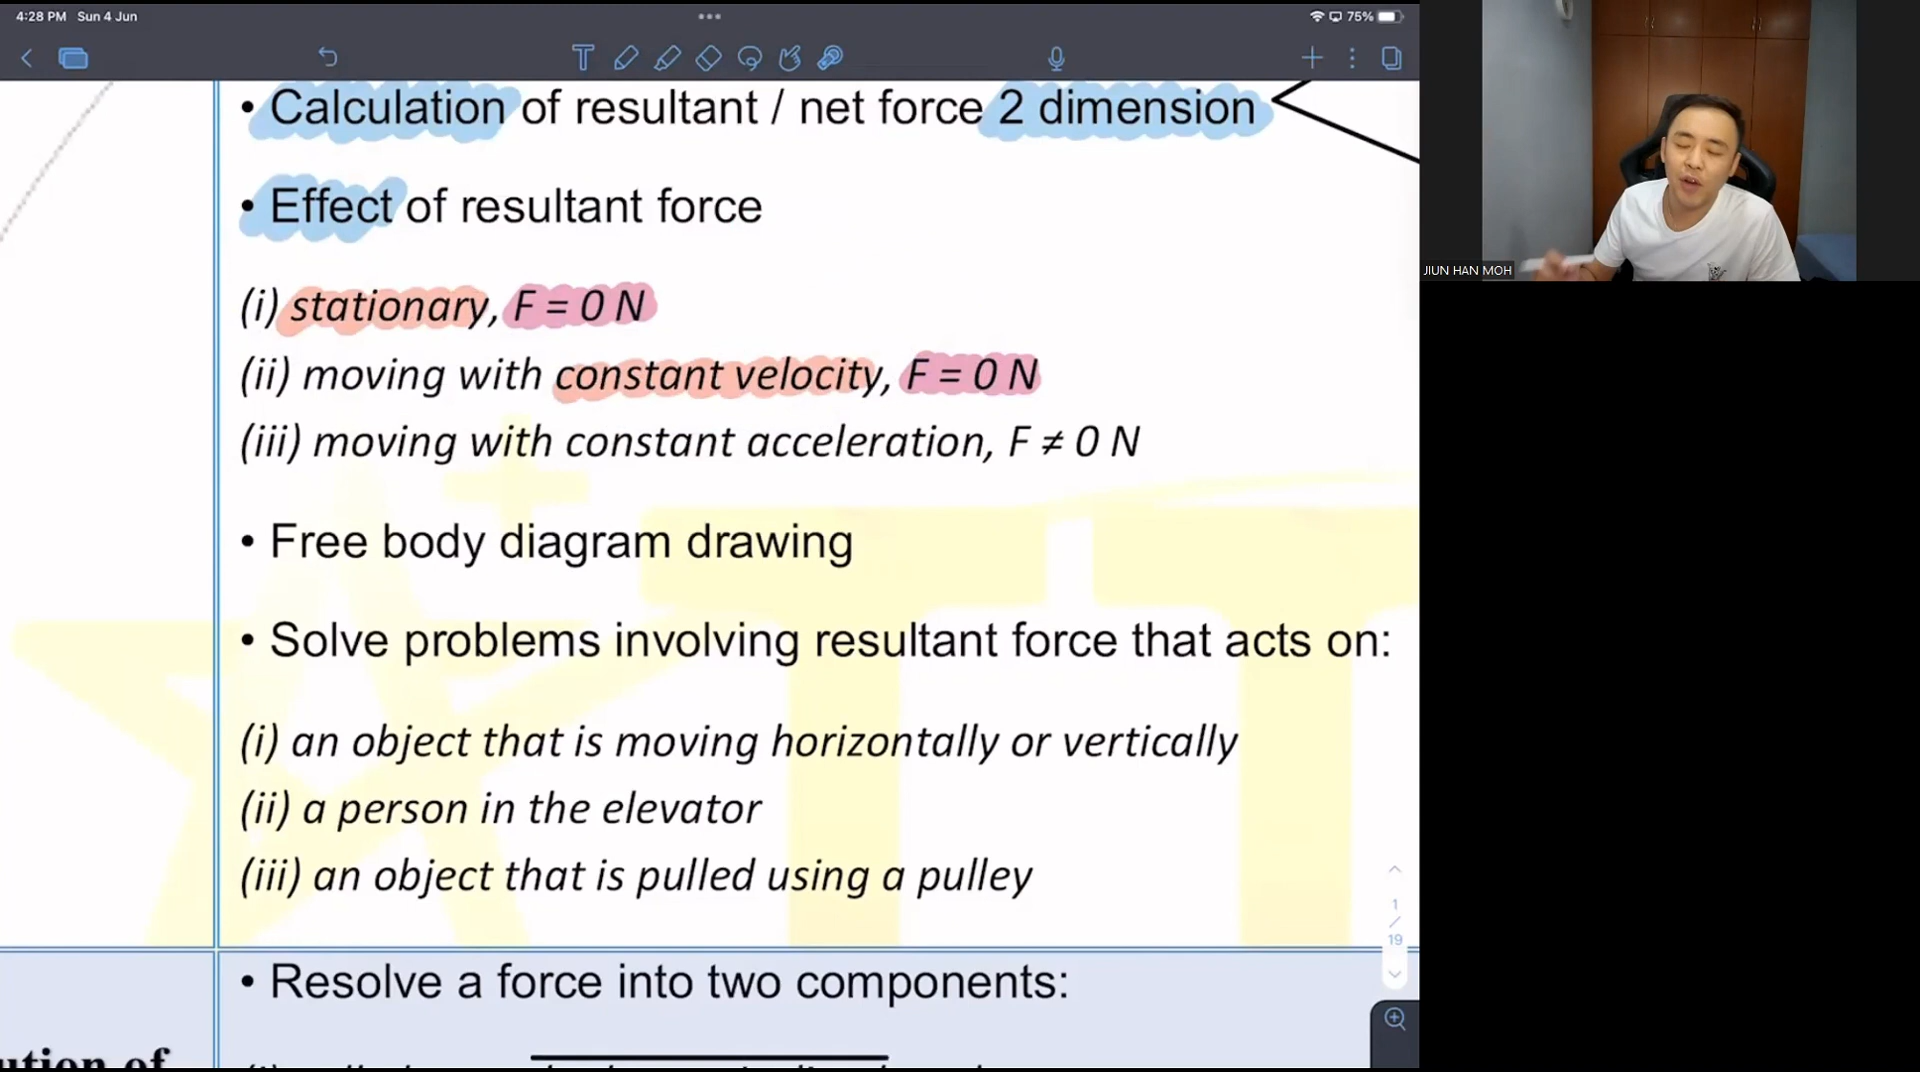 4:28 PM Sun 4 Jun
75%
• Calculation of resultant / net force 2 dimension
• Effect of resultant force
(i) stationary, F = 0 N
(ii) moving with constant velocity, F = 0 N
(iii) moving with constant acceleration, F ≠ 0 N
• Free body diagram drawing
• Solve problems involving resultant force that acts on:
(i) an object that is moving horizontally or vertically
(ii) a person in the elevator
(iii) an object that is pulled using a pulley
1
/
19
• Resolve a force into two components:
JIUN HAN MOH